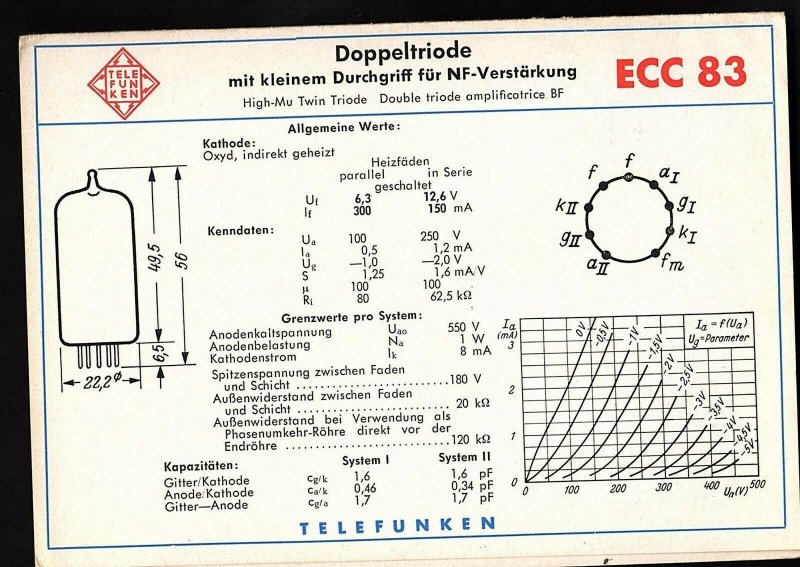 TELE
FUN
KEN
Doppeltriode
mit kleinem Durchgriff für NF-Verstärkung
High-Mu Twin Triode Double triode amplificatrice BF
ECC 83
Allgemeine Werte:
Kathode:
Oxyd, indirekt geheizt
Heizfäden
parallel in Serie
geschaltet
Uf 6,3 12,6 V
If 300 150 mA
Kenndaten:
Ua 100 250 V
Ia 0,5 1,2 mA
Ug —1,0 —2,0 V
S 1,25 1,6 mA/V
µ 100 100
Ri 80 62,5 kΩ
Grenzwerte pro System:
Anodenkaltspannung Uao 550 V
Anodenbelastung Na 1 W
Kathodenstrom Ik 8 mA
Spitzenspannung zwischen Faden
und Schicht 180 V
Außenwiderstand zwischen Faden
und Schicht 20 kΩ
Außenwiderstand bei Verwendung als
Phasenumkehr-Röhre direkt vor der
Endröhre 120 kΩ
Kapazitäten: System I System II
Gitter/Kathode cg/k 1,6 1,6 pF
Anode/Kathode ca/k 0,46 0,34 pF
Gitter—Anode cg/a 1,7 1,7 pF
49,5
56
6,5
22,2ø
f
f
aI
gI
kI
fm
aII
gII
kII
Ia
(mA)
3
2
1
0
0V
-0,5V
-1V
-1,5V
-2V
-2,5V
-3V
-3,5V
-4V
-4,5V
-5V
Ia = f(Ua)
Ug=Parameter
0 100 200 300 400 500
50 150 250 350 450
Ua(V)
TELEFUNKEN